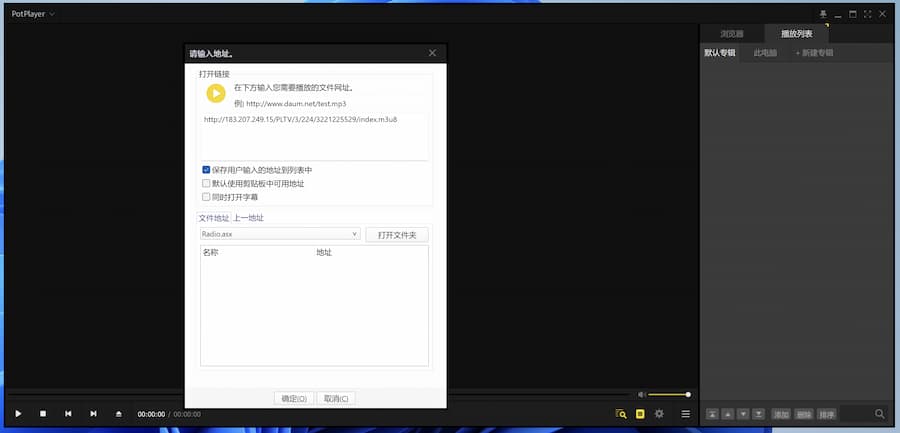 PotPlayer
浏览器
播放列表
默认专辑
此电脑
+ 新建专辑
请输入地址。
打开链接
在下方输入您需要播放的文件网址。
例) http://www.daum.net/test.mp3
http://183.207.249.15/PLTV/3/224/3221225529/index.m3u8
保存用户输入的地址到列表中
默认使用剪贴板中可用地址
同时打开字幕
文件地址 上一地址
Radio.asx
打开文件夹
名称 地址
确定(O) 取消(C)
00:00:00 / 00:00:00
添加 删除 排序